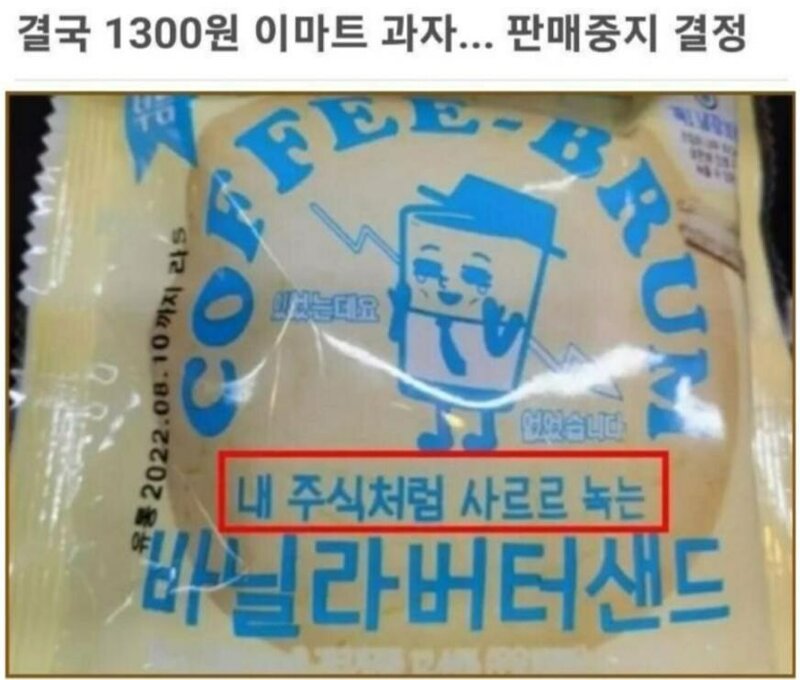 결국 1300원 이마트 과자... 판매중지 결정
COFFEE-BRUM
있었는데요
없었습니다
유통 2022.08.10 까지
내 주식처럼 사르르 녹는
바닐라버터샌드